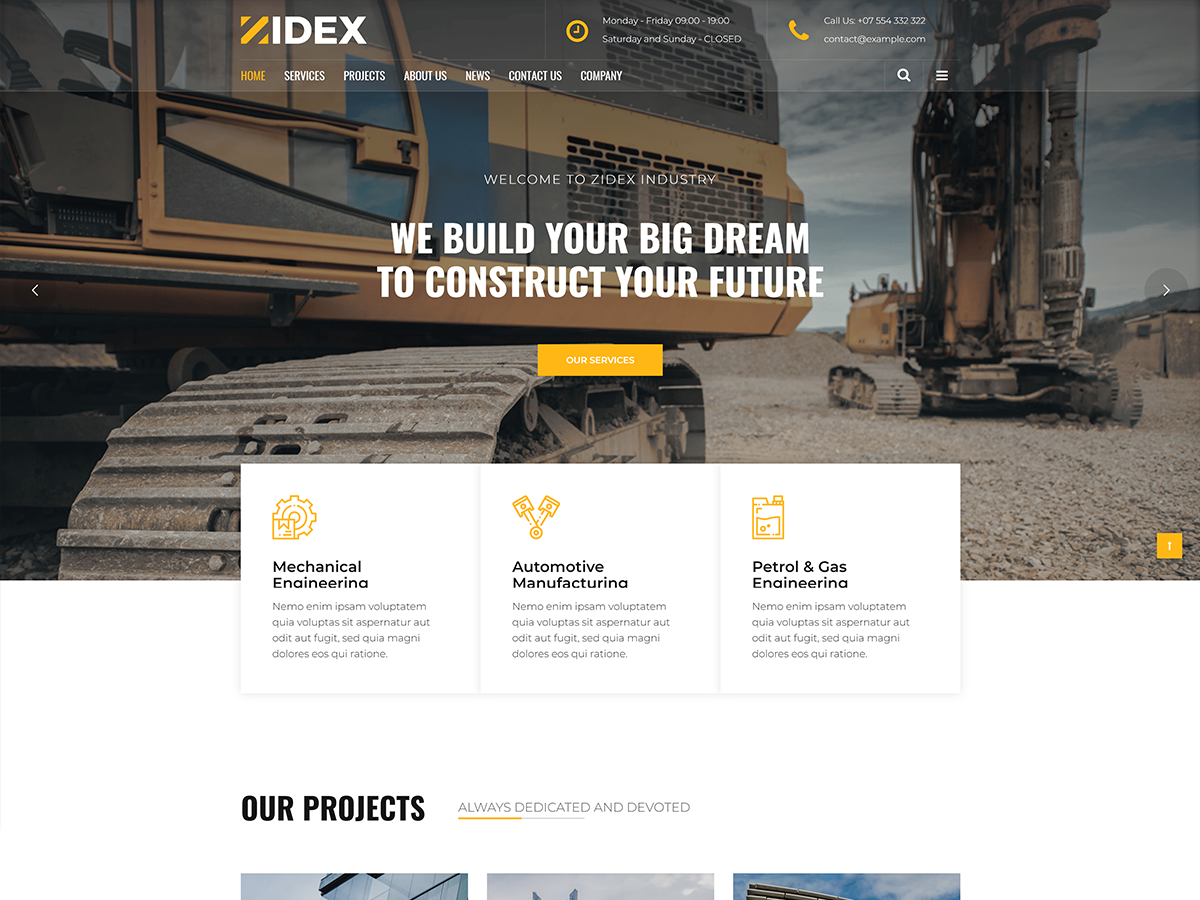 ZIDEX
Monday - Friday 09:00 - 19:00
Saturday and Sunday - CLOSED
Call Us: +07 554 332 322
contact@example.com
HOME SERVICES PROJECTS ABOUT US NEWS CONTACT US COMPANY
WELCOME TO ZIDEX INDUSTRY
WE BUILD YOUR BIG DREAM
TO CONSTRUCT YOUR FUTURE
OUR SERVICES
Mechanical
Engineering
Nemo enim ipsam voluptatem
quia voluptas sit aspernatur aut
odit aut fugit, sed quia magni
dolores eos qui ratione.
Automotive
Manufacturing
Nemo enim ipsam voluptatem
quia voluptas sit aspernatur aut
odit aut fugit, sed quia magni
dolores eos qui ratione.
Petrol & Gas
Engineering
Nemo enim ipsam voluptatem
quia voluptas sit aspernatur aut
odit aut fugit, sed quia magni
dolores eos qui ratione.
OUR PROJECTS
ALWAYS DEDICATED AND DEVOTED